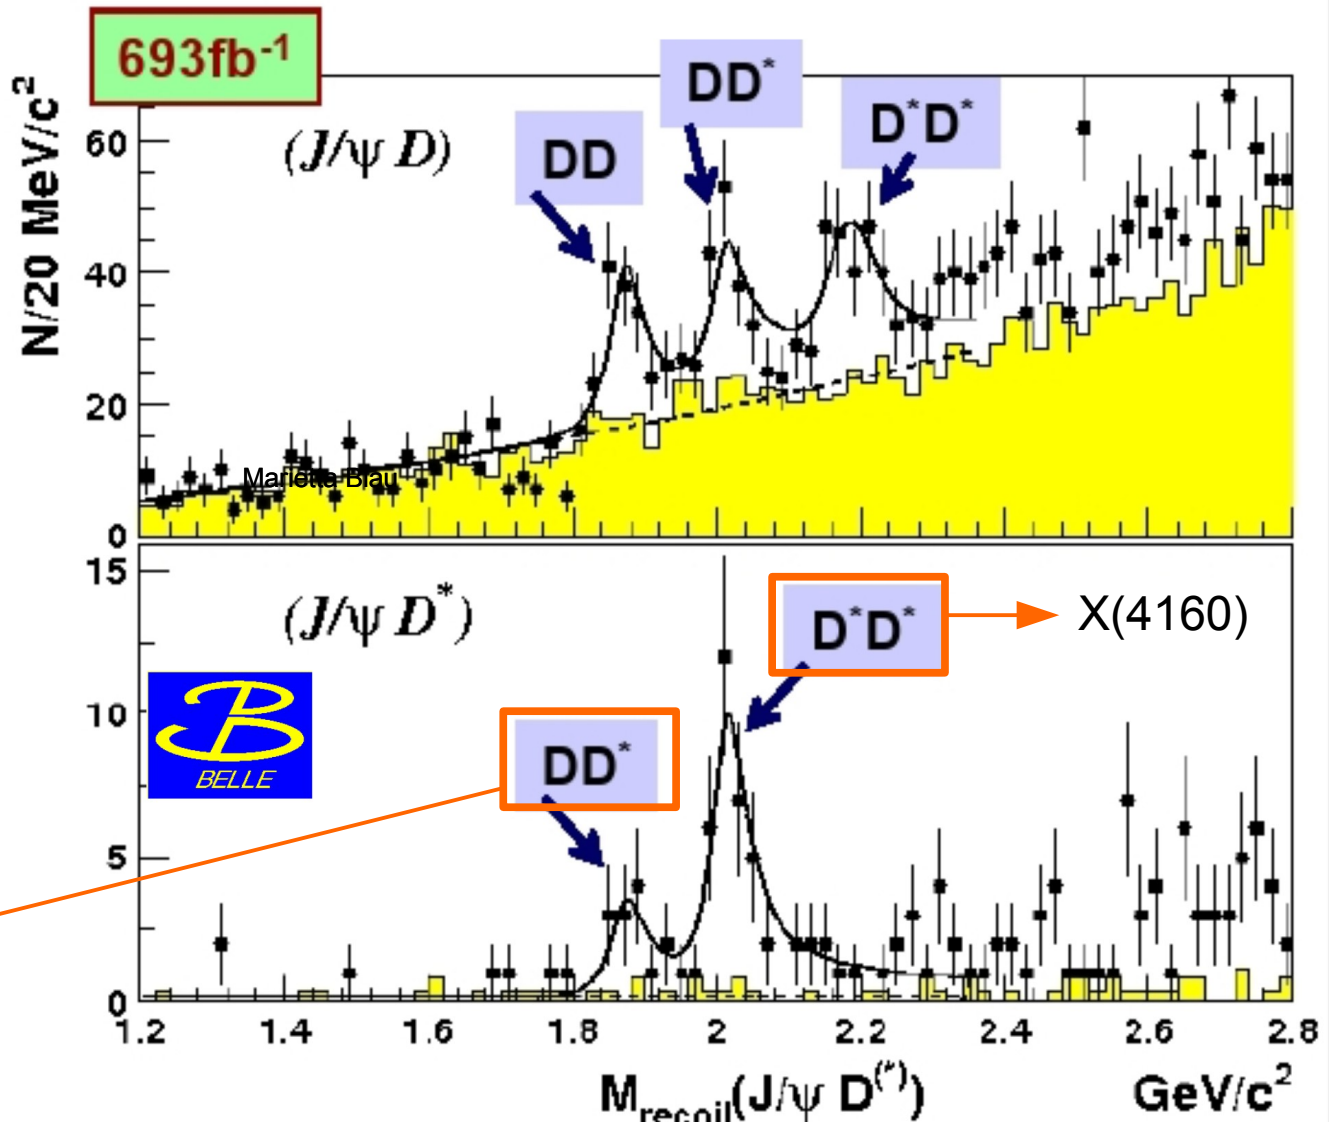 693fb⁻¹
DD*
D*D*
DD
(J/ψ D)
N/20 MeV/c²
60
40
20
0
Marietta Blau
15
10
5
0
(J/ψ D*)
D*D*
X(4160)
DD*
BELLE
1.2 1.4 1.6 1.8 2 2.2 2.4 2.6 2.8
M_recoil(J/ψ D⁽*⁾) GeV/c²